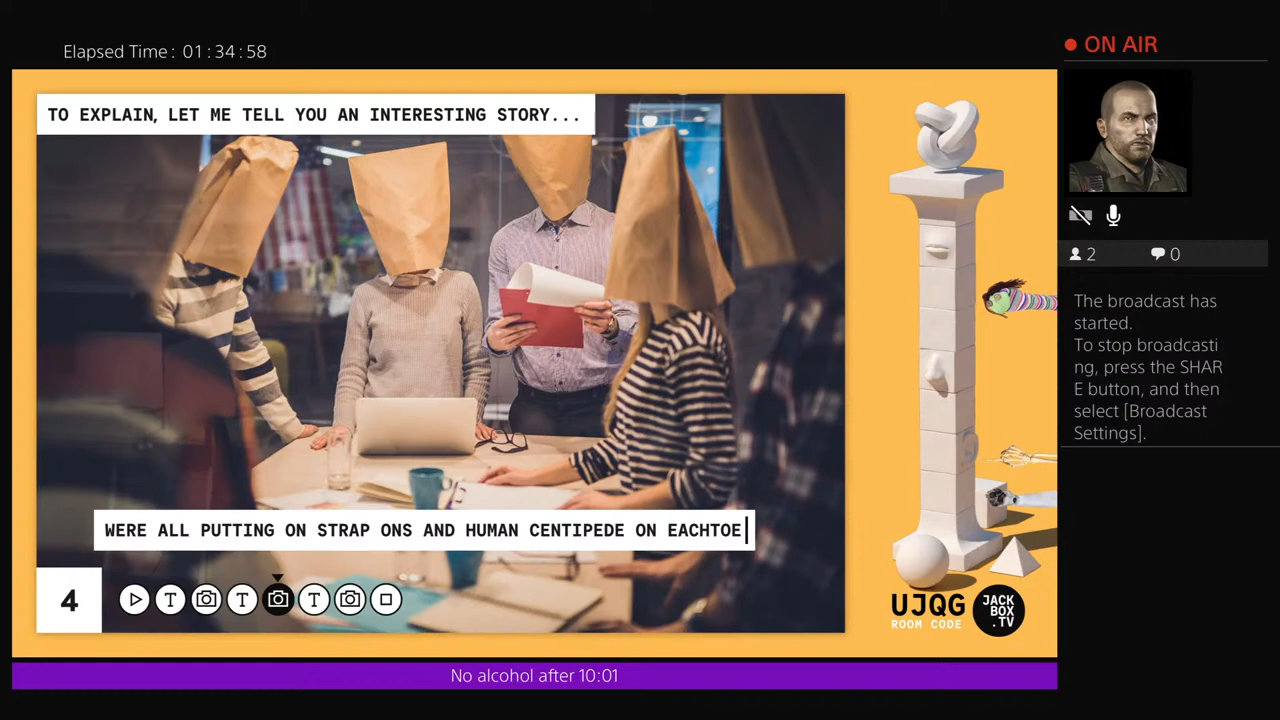 Elapsed Time: 01:34:58
ON AIR
TO EXPLAIN, LET ME TELL YOU AN INTERESTING STORY...
2
0
The broadcast has
started.
To stop broadcasti
ng, press the SHAR
E button, and then
select [Broadcast
Settings].
WERE ALL PUTTING ON STRAP ONS AND HUMAN CENTIPEDE ON EACHTOE
4
T
T
T
UJQG
ROOM CODE
JACK
BOX
.TV
No alcohol after 10:01